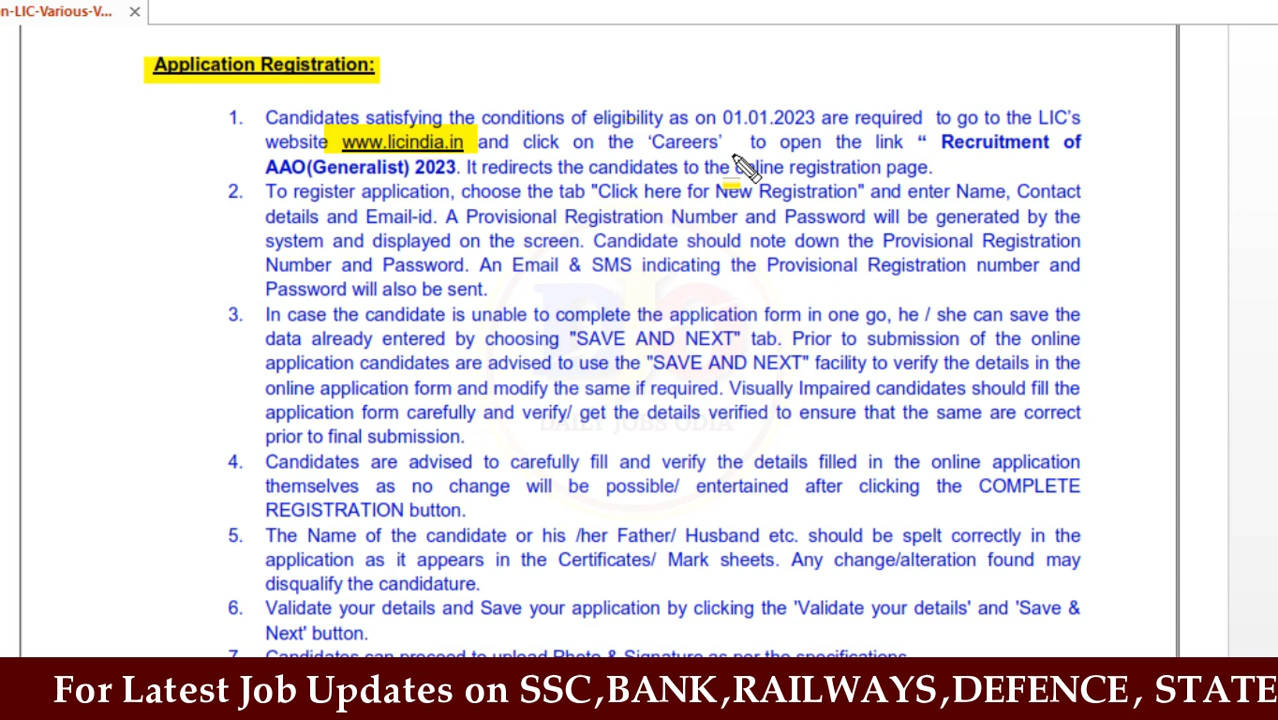 n-LIC-Various-V...
Application Registration:
1. Candidates satisfying the conditions of eligibility as on 01.01.2023 are required to go to the LIC's
website www.licindia.in and click on the 'Careers' to open the link " Recruitment of
AAO(Generalist) 2023. It redirects the candidates to the online registration page.
2. To register application, choose the tab "Click here for New Registration" and enter Name, Contact
details and Email-id. A Provisional Registration Number and Password will be generated by the
system and displayed on the screen. Candidate should note down the Provisional Registration
Number and Password. An Email & SMS indicating the Provisional Registration number and
Password will also be sent.
3. In case the candidate is unable to complete the application form in one go, he / she can save the
data already entered by choosing "SAVE AND NEXT" tab. Prior to submission of the online
application candidates are advised to use the "SAVE AND NEXT" facility to verify the details in the
online application form and modify the same if required. Visually Impaired candidates should fill the
application form carefully and verify/ get the details verified to ensure that the same are correct
prior to final submission.
DAILY JOBS ODIA
4. Candidates are advised to carefully fill and verify the details filled in the online application
themselves as no change will be possible/ entertained after clicking the COMPLETE
REGISTRATION button.
5. The Name of the candidate or his /her Father/ Husband etc. should be spelt correctly in the
application as it appears in the Certificates/ Mark sheets. Any change/alteration found may
disqualify the candidature.
6. Validate your details and Save your application by clicking the 'Validate your details' and 'Save &
Next' button.
7. Candidates can proceed to upload Photo & Signature as per the specifications
For Latest Job Updates on SSC,BANK,RAILWAYS,DEFENCE, STATE